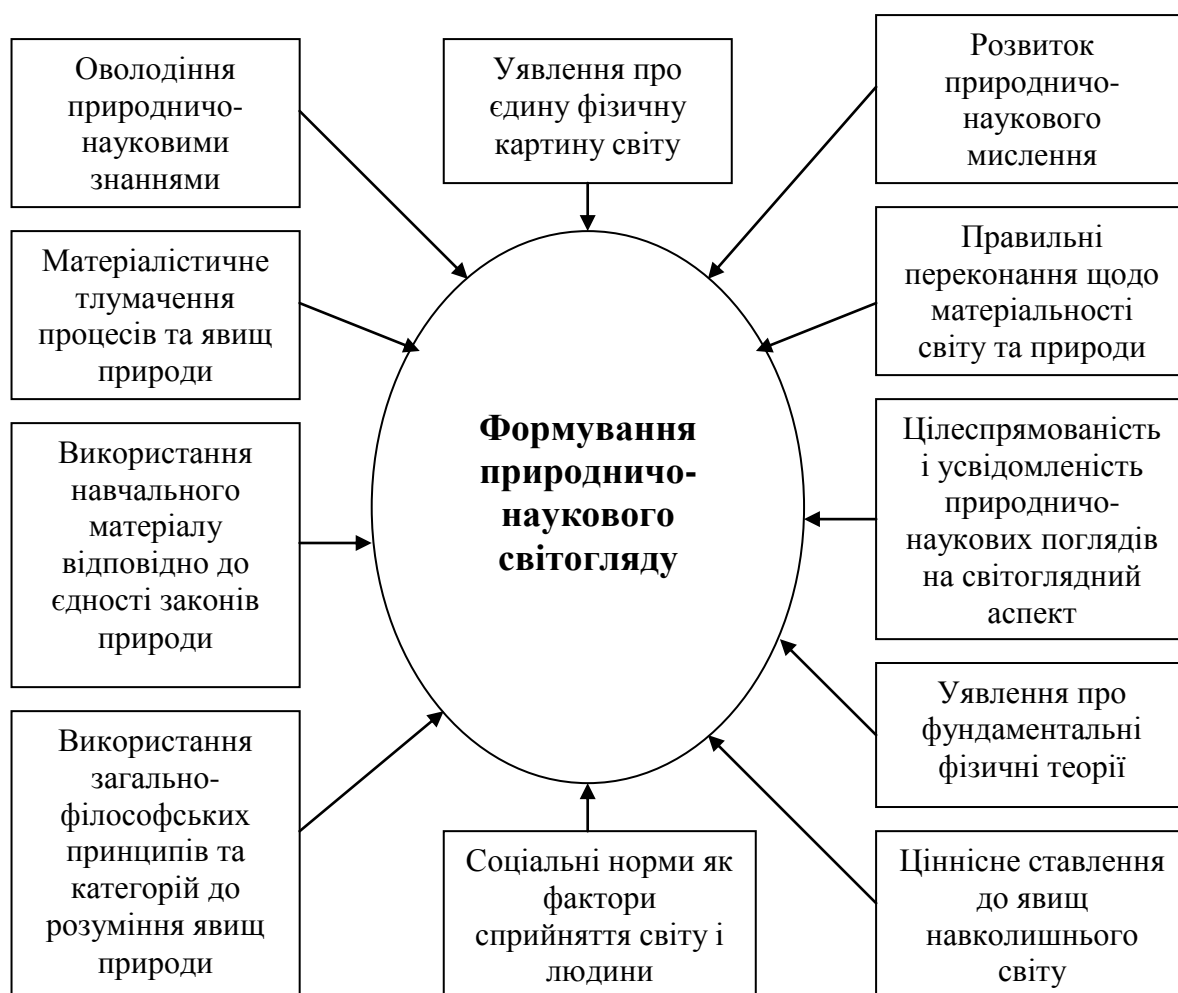 Оволодіння
природничо-
науковими
знаннями
Уявлення про
єдину фізичну
картину світу
Розвиток
природничо-
наукового
мислення
Матеріалістичне
тлумачення
процесів та явищ
природи
Правильні
переконання щодо
матеріальності
світу та природи
Формування
природничо-
наукового
світогляду
Використання
навчального
матеріалу
відповідно до
єдності законів
природи
Цілеспрямованість
і усвідомленість
природничо-
наукових поглядів
на світоглядний
аспект
Уявлення про
фундаментальні
фізичні теорії
Використання
загально-
філософських
принципів та
категорій до
розуміння явищ
природи
Соціальні норми як
фактори
сприйняття світу і
людини
Ціннісне ставлення
до явищ
навколишнього
світу